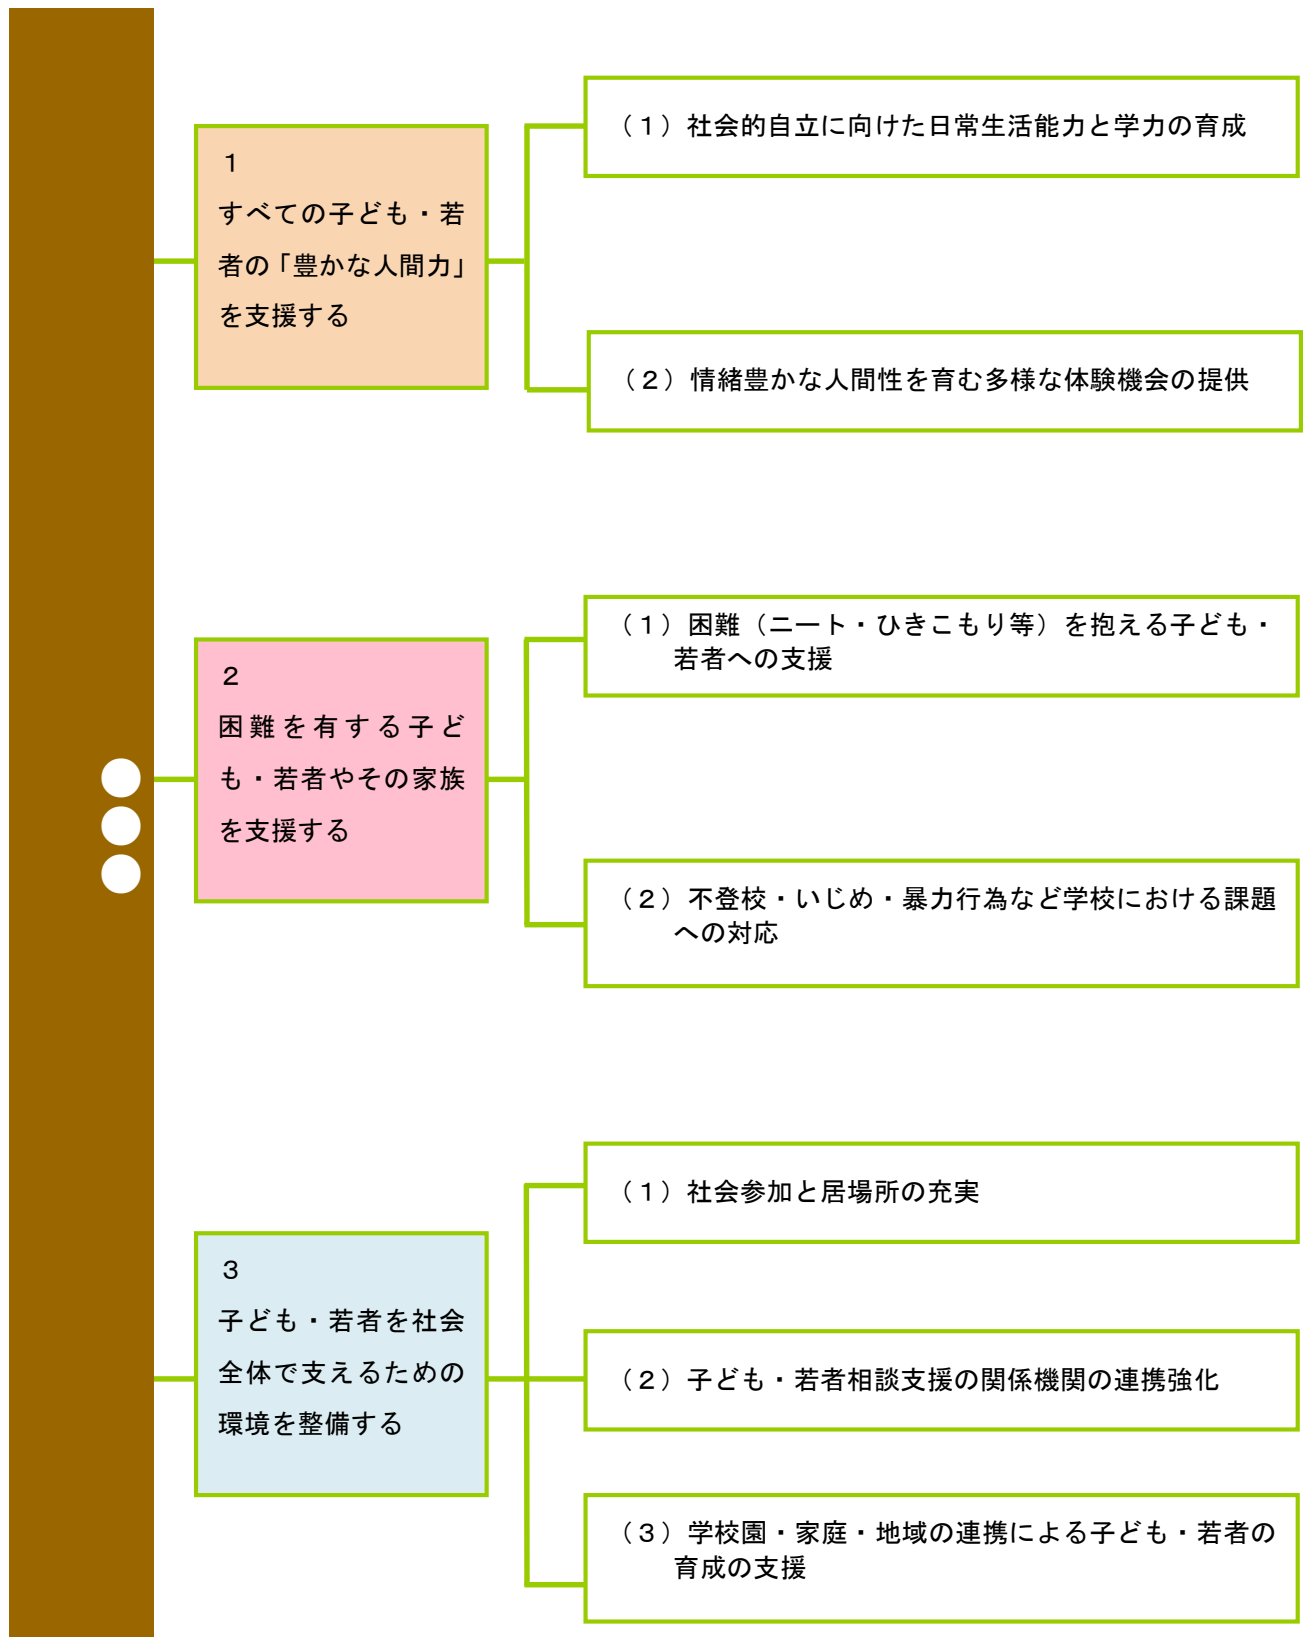 1
すべての子ども・若
者の「豊かな人間力」
を支援する
（１）社会的自立に向けた日常生活能力と学力の育成
（２）情緒豊かな人間性を育む多様な体験機会の提供
2
困難を有する子ど
も・若者やその家族
を支援する
（１）困難（ニート・ひきこもり等）を抱える子ども・
若者への支援
（２）不登校・いじめ・暴力行為など学校における課題
への対応
3
子ども・若者を社会
全体で支えるための
環境を整備する
（１）社会参加と居場所の充実
（２）子ども・若者相談支援の関係機関の連携強化
（３）学校園・家庭・地域の連携による子ども・若者の
育成の支援